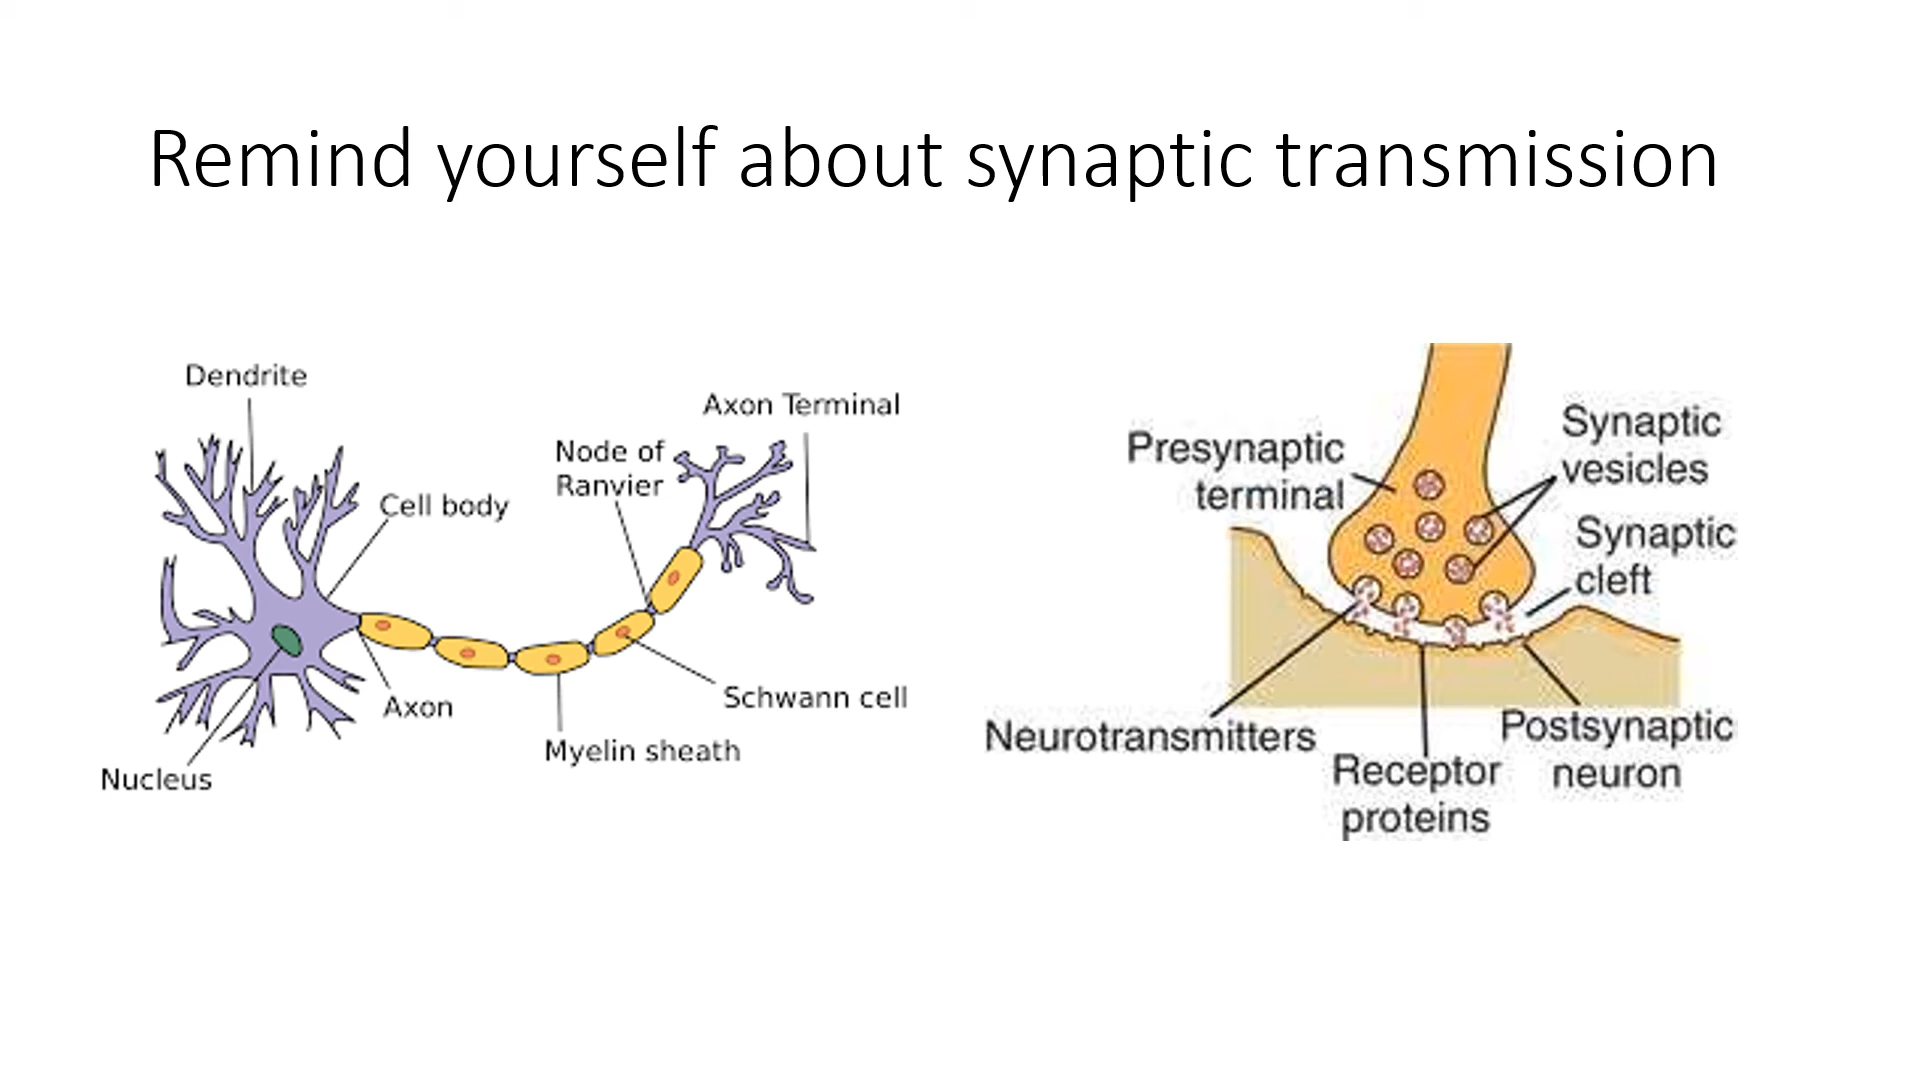 Remind yourself about synaptic transmission
Dendrite
Axon Terminal
Node of
Ranvier
Cell body
Axon
Schwann cell
Myelin sheath
Nucleus
Presynaptic
terminal
Synaptic
vesicles
Synaptic
cleft
Neurotransmitters
Receptor
proteins
Postsynaptic
neuron